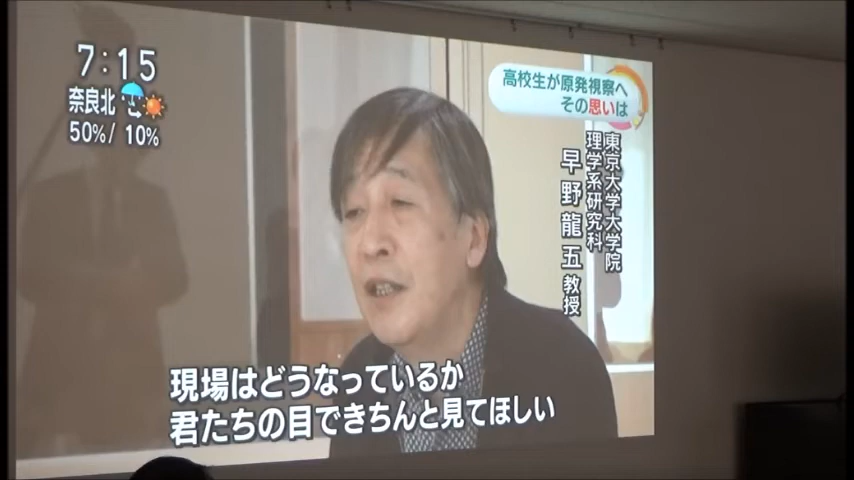 7:15
奈良北
50%/ 10%
高校生が原発視察へ
その思いは
東京大学大学院
理学系研究科
早野龍五教授
現場はどうなっているか
君たちの目できちんと見てほしい